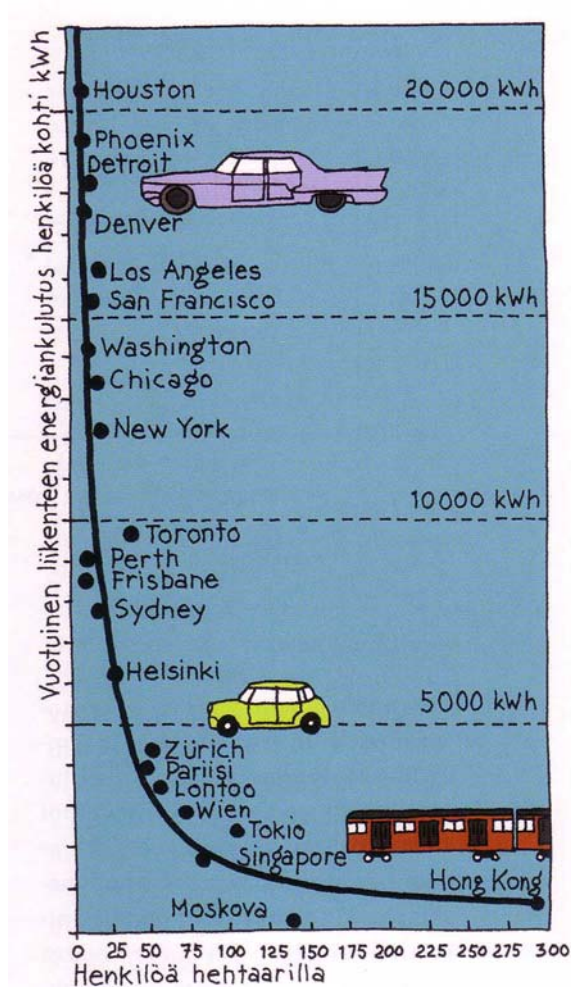 Vuotuinen liikenteen energiankulutus henkilöä kohti kWh
Houston
20000 kWh
Phoenix
Detroit
Denver
Los Angeles
San Francisco
15000 kWh
Washington
Chicago
New York
10000 kWh
Toronto
Perth
Frisbane
Sydney
Helsinki
5000 kWh
Zürich
Pariisi
Lontoo
Wien
Tokio
Singapore
Hong Kong
Moskova
0 25 50 75 100 125 150 175 200 225 250 275 300
Henkilöä hehtaarilla